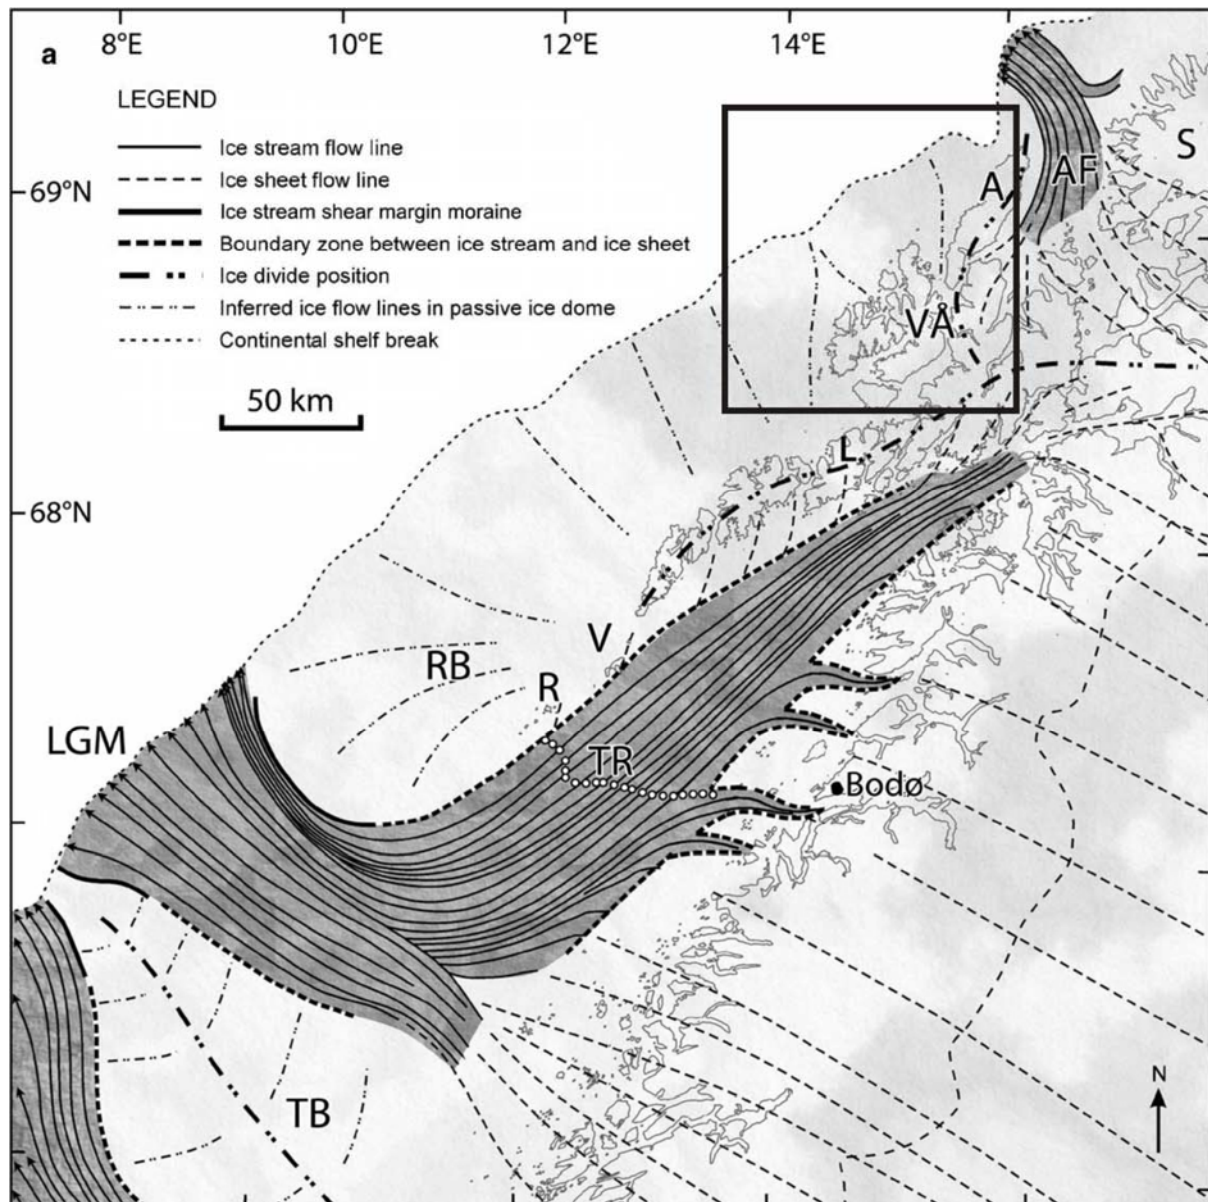 a
8°E 10°E 12°E 14°E
LEGEND
Ice stream flow line
Ice sheet flow line
Ice stream shear margin moraine
Boundary zone between ice stream and ice sheet
Ice divide position
Inferred ice flow lines in passive ice dome
Continental shelf break
50 km
69°N
68°N
S
A
AF
VÅ
L
V
RB
R
LGM
TR
Bodø
TB
N